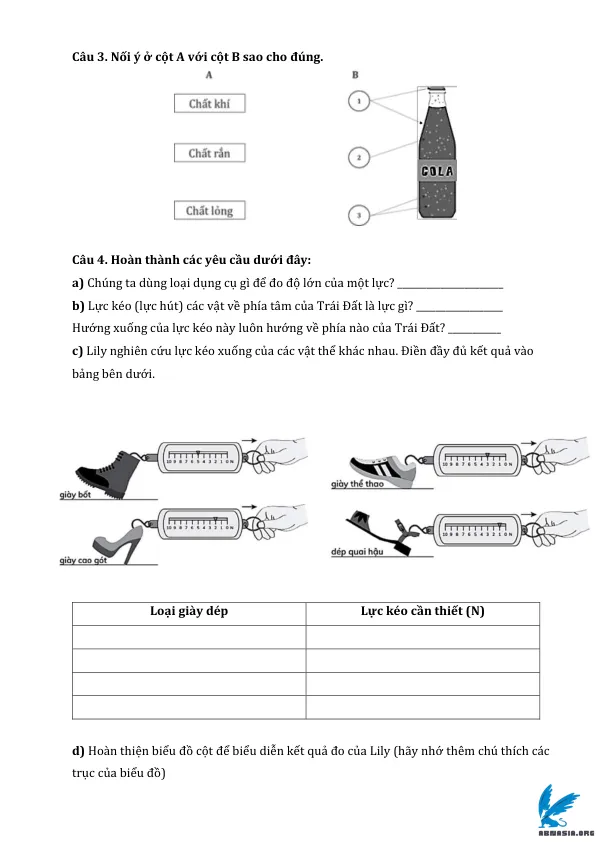 Câu 3. Nối ý ở cột A với cột B sao cho đúng.
A B
Chất khí 1
Chất rắn 2
COLA
Chất lỏng 3
Câu 4. Hoàn thành các yêu cầu dưới đây:
a) Chúng ta dùng loại dụng cụ gì để đo độ lớn của một lực? ____________________
b) Lực kéo (lực hút) các vật về phía tâm của Trái Đất là lực gì? ________________
Hướng xuống của lực kéo này luôn hướng về phía nào của Trái Đất? __________
c) Lily nghiên cứu lực kéo xuống của các vật thể khác nhau. Điền đầy đủ kết quả vào
bảng bên dưới.
10 9 8 7 6 5 4 3 2 1 0 N
giày bốt
10 9 8 7 6 5 4 3 2 1 0 N
giày thể thao
10 9 8 7 6 5 4 3 2 1 0 N
giày cao gót
10 9 8 7 6 5 4 3 2 1 0 N
dép quai hậu
Loại giày dép Lực kéo cần thiết (N)
d) Hoàn thiện biểu đồ cột để biểu diễn kết quả đo của Lily (hãy nhớ thêm chú thích các
trục của biểu đồ)
ABMASIA.ORG